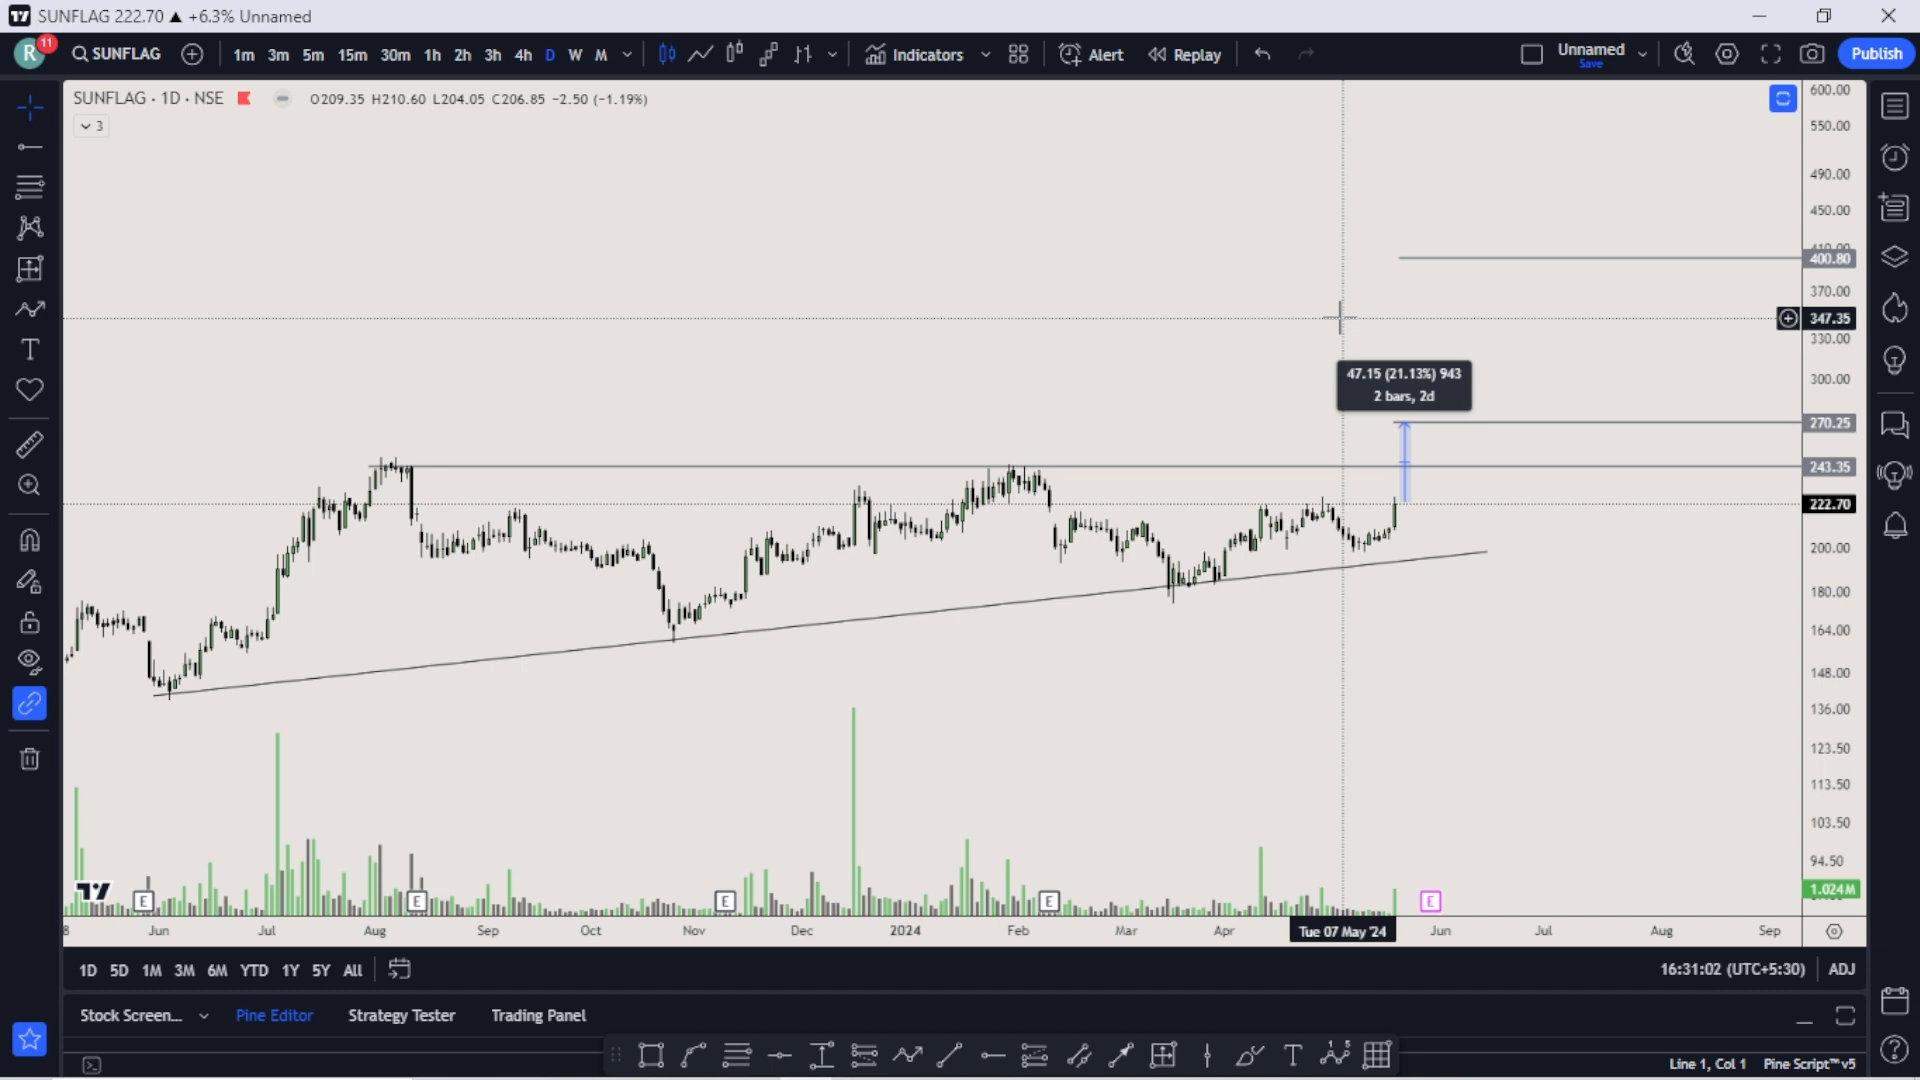 SUNFLAG 222.70 ▲ +6.3% Unnamed
R 11 SUNFLAG 1m 3m 5m 15m 30m 1h 2h 3h 4h D W M Indicators Alert Replay Unnamed Save Publish
SUNFLAG · 1D · NSE O209.35 H210.60 L204.05 C206.85 -2.50 (-1.19%)
3
600.00
550.00
490.00
450.00
400.80
370.00
347.35
330.00
47.15 (21.13%) 943
2 bars, 2d
300.00
270.25
243.35
222.70
200.00
180.00
164.00
148.00
136.00
123.50
113.50
103.50
94.50
1.024M
E E E E E
Jun Jul Aug Sep Oct Nov Dec 2024 Feb Mar Apr Tue 07 May '24 Jun Jul Aug Sep
1D 5D 1M 3M 6M YTD 1Y 5Y All 16:31:02 (UTC+5:30) ADJ
Stock Screen... Pine Editor Strategy Tester Trading Panel
Line 1, Col 1 Pine Script™ v5